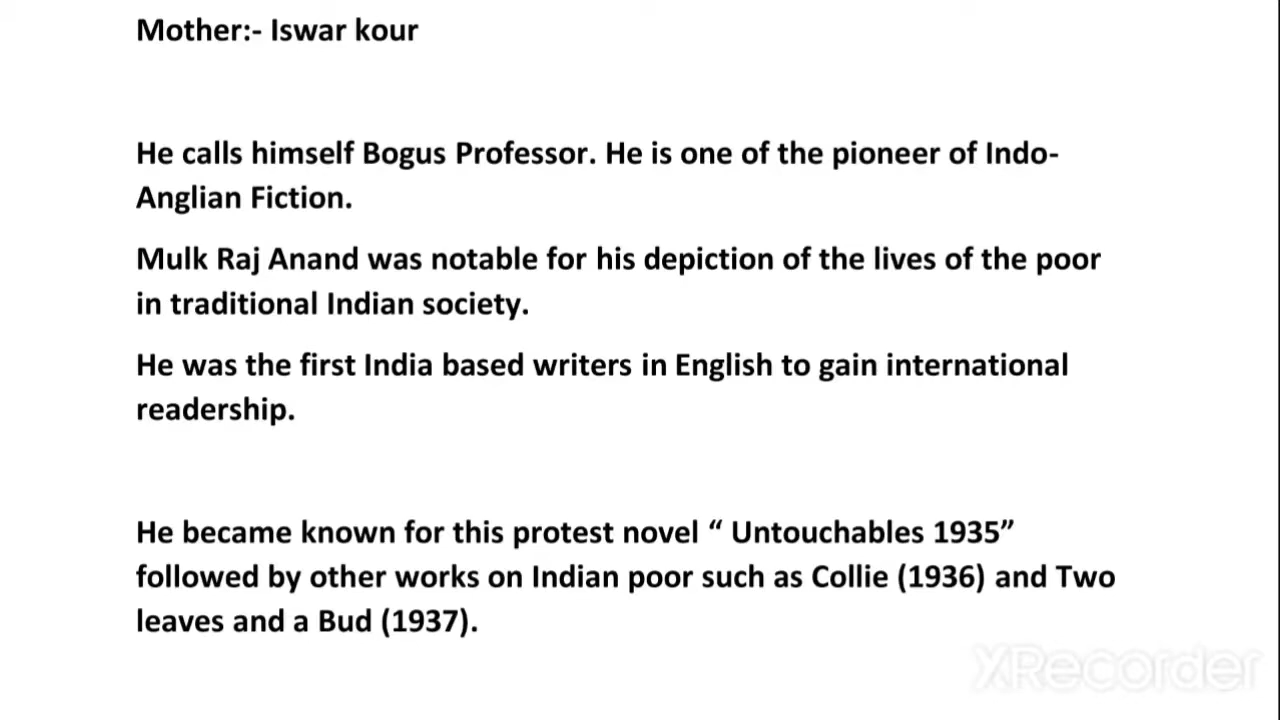 Mother:- Iswar kour
He calls himself Bogus Professor. He is one of the pioneer of Indo-
Anglian Fiction.
Mulk Raj Anand was notable for his depiction of the lives of the poor
in traditional Indian society.
He was the first India based writers in English to gain international
readership.
He became known for this protest novel “ Untouchables 1935”
followed by other works on Indian poor such as Collie (1936) and Two
leaves and a Bud (1937).
XRecorder